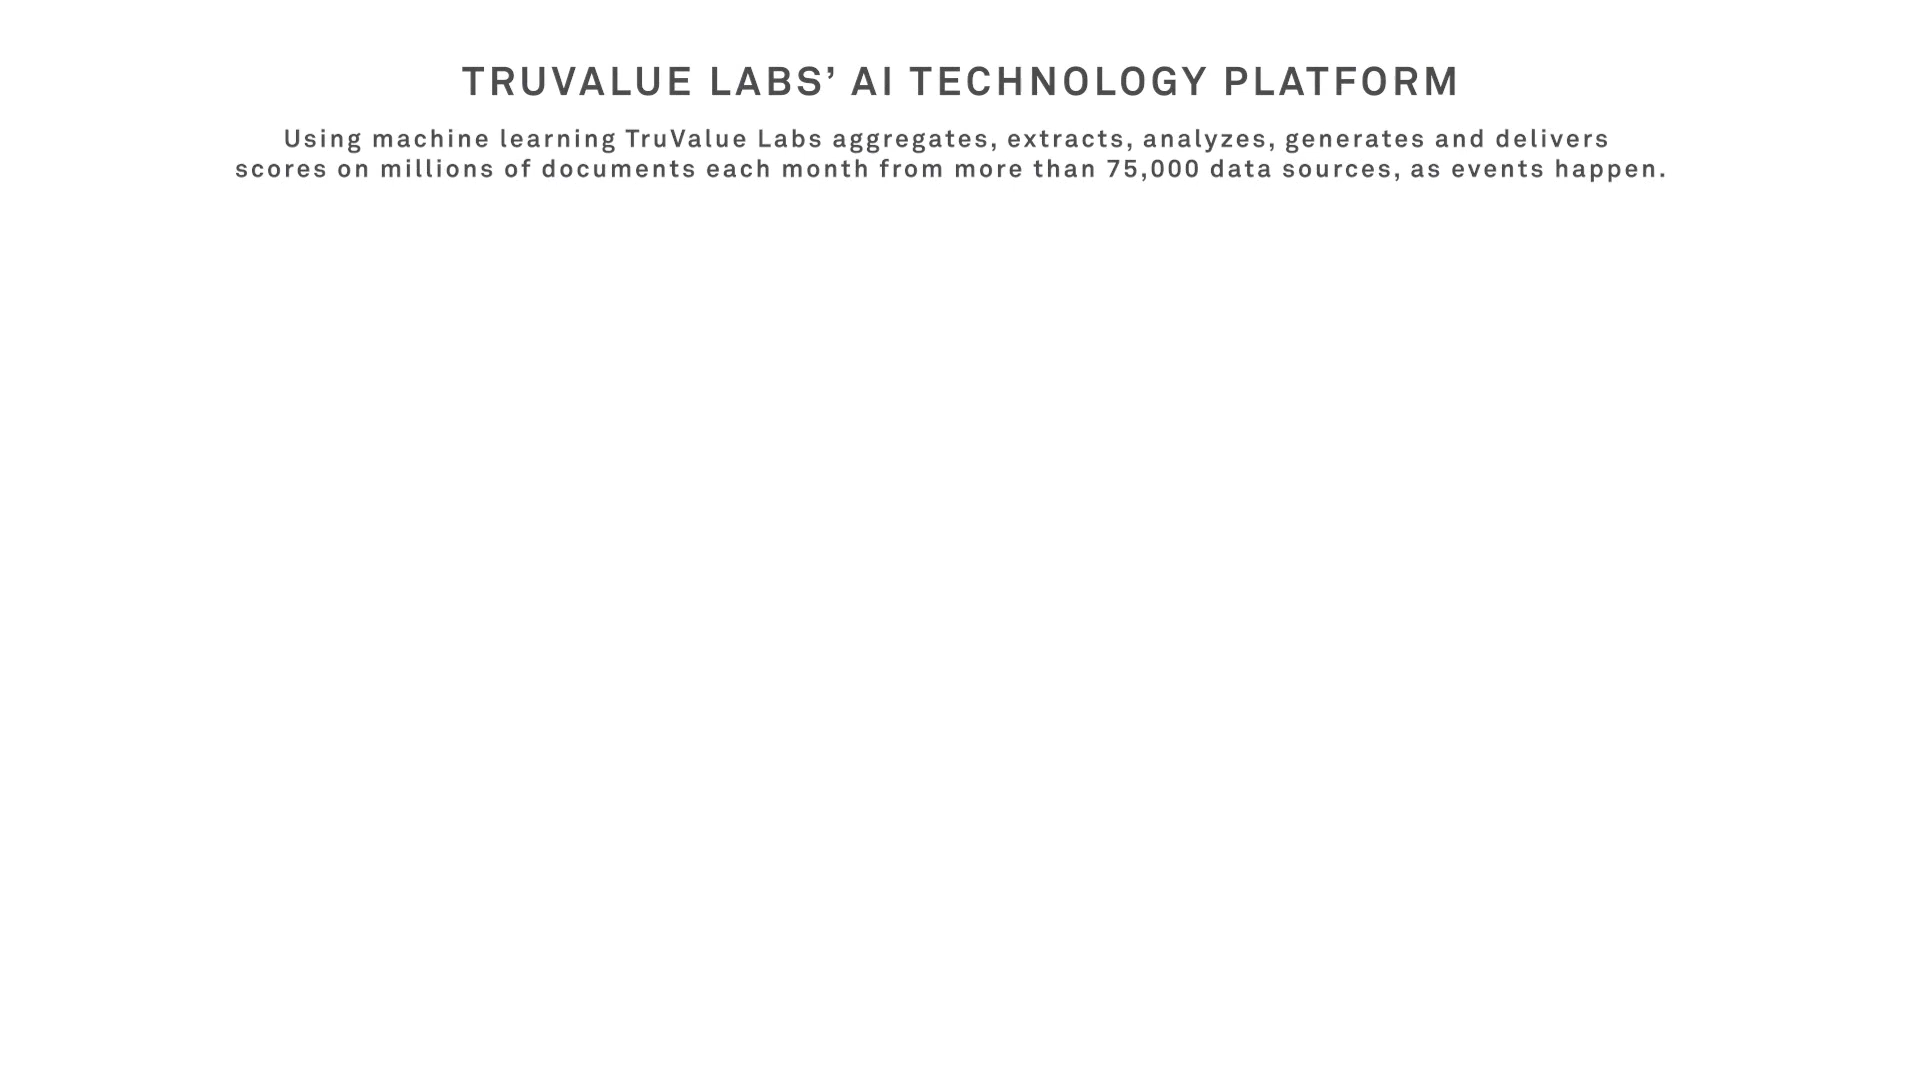 TRUVALUE LABS’ AI TECHNOLOGY PLATFORM
Using machine learning TruValue Labs aggregates, extracts, analyzes, generates and delivers
scores on millions of documents each month from more than 75,000 data sources, as events happen.